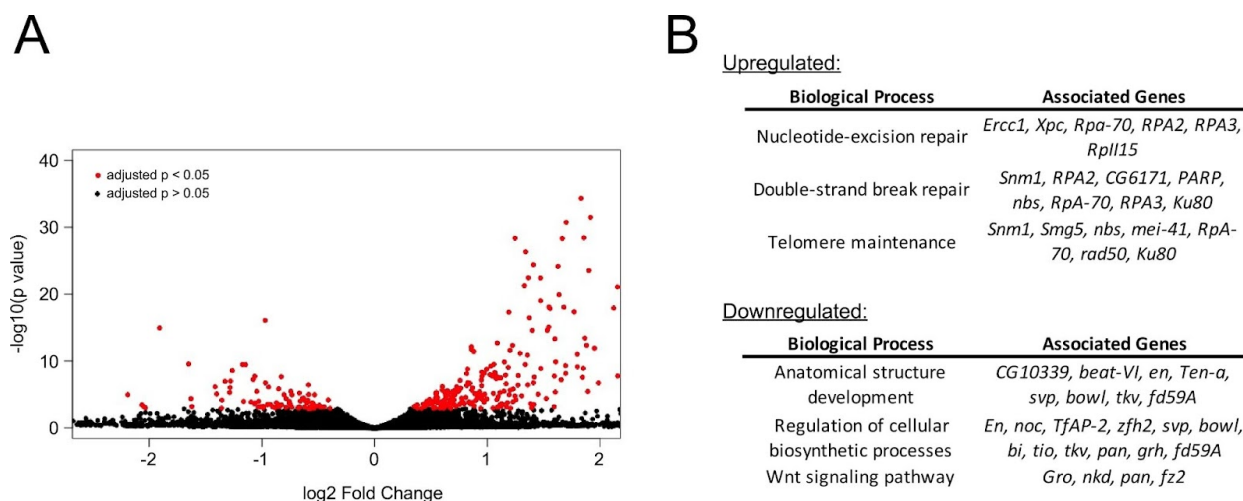 A
adjusted p < 0.05
adjusted p > 0.05
40
30
20
10
0
-log10(p value)
-2 -1 0 1 2
log2 Fold Change
B
Upregulated:
Biological Process Associated Genes
Nucleotide-excision repair Ercc1, Xpc, Rpa-70, RPA2, RPA3,
RpII15
Double-strand break repair Snm1, RPA2, CG6171, PARP,
nbs, RpA-70, RPA3, Ku80
Telomere maintenance Snm1, Smg5, nbs, mei-41, RpA-
70, rad50, Ku80
Downregulated:
Biological Process Associated Genes
Anatomical structure CG10339, beat-VI, en, Ten-a,
development svp, bowl, tkv, fd59A
Regulation of cellular En, noc, TfAP-2, zfh2, svp, bowl,
biosynthetic processes bi, tio, tkv, pan, grh, fd59A
Wnt signaling pathway Gro, nkd, pan, fz2